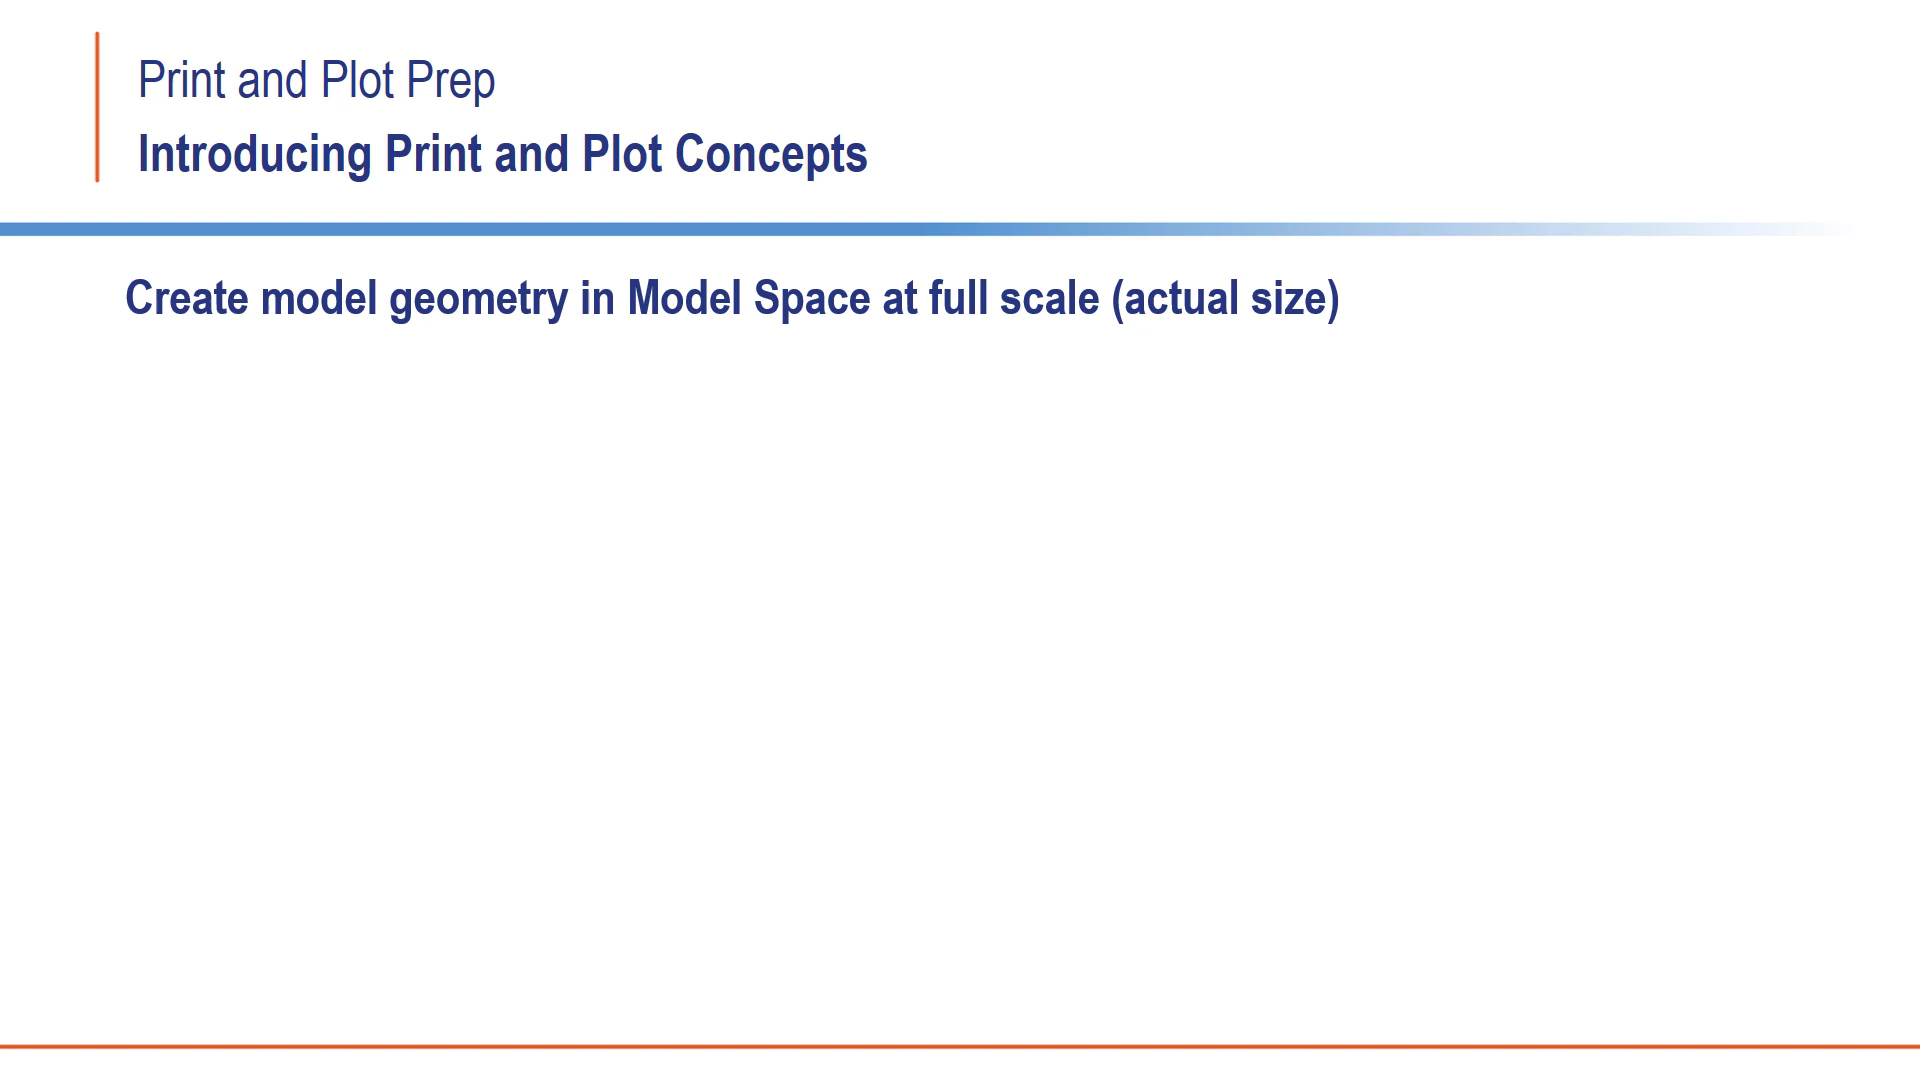 Print and Plot Prep
Introducing Print and Plot Concepts
Create model geometry in Model Space at full scale (actual size)